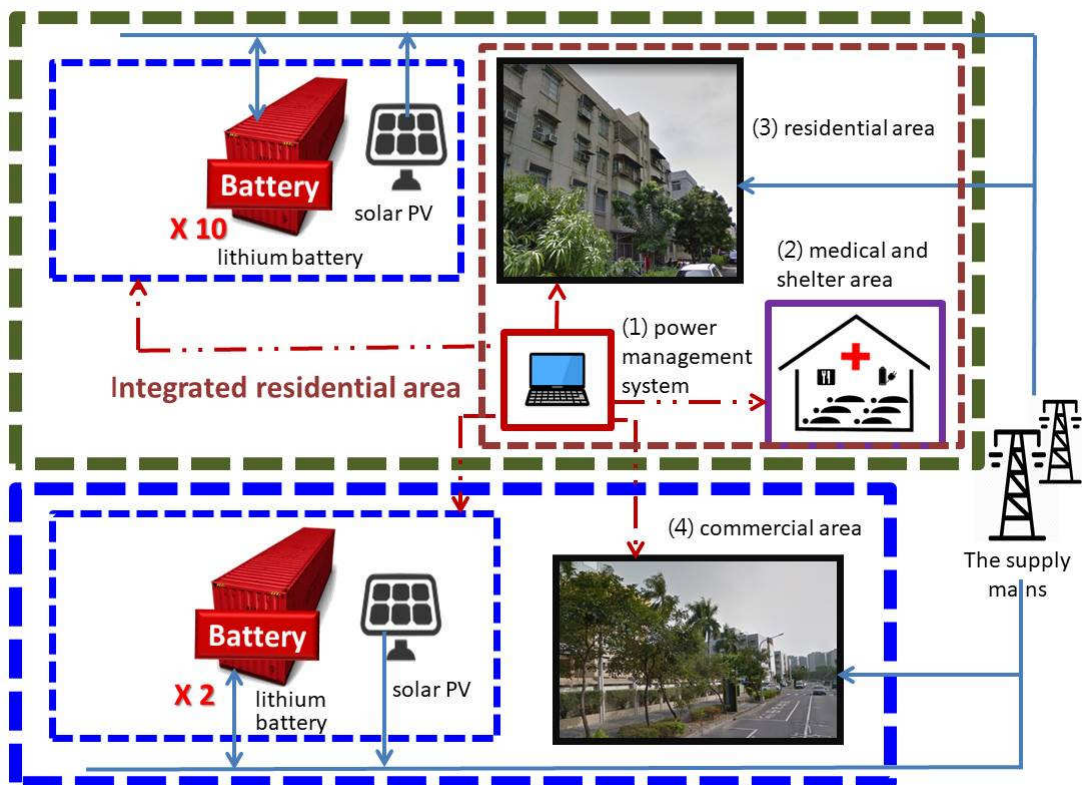 Battery
X 10
lithium battery
solar PV
(3) residential area
(2) medical and
shelter area
(1) power
management
system
Integrated residential area
The supply
mains
Battery
X 2
lithium
battery
solar PV
(4) commercial area